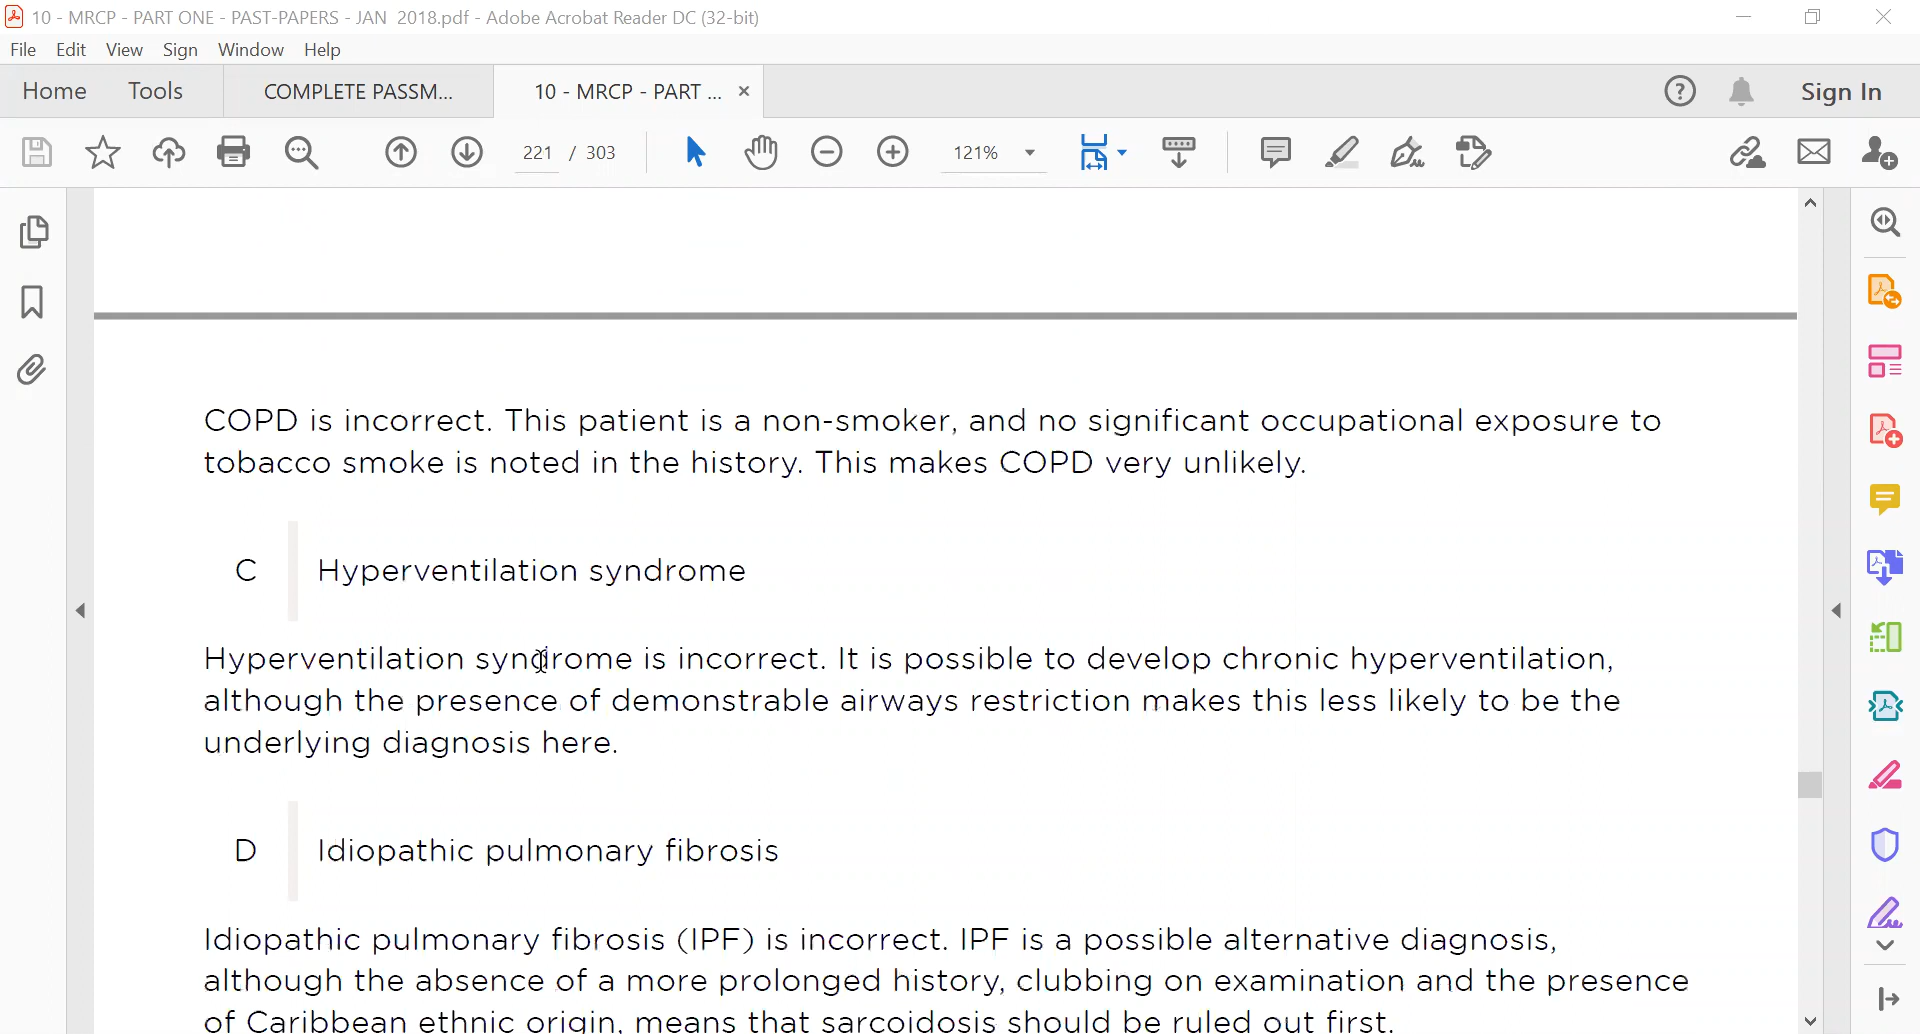 10 - MRCP - PART ONE - PAST-PAPERS - JAN 2018.pdf - Adobe Acrobat Reader DC (32-bit)
File Edit View Sign Window Help
Home Tools COMPLETE PASSM... 10 - MRCP - PART ... × Sign In
221 / 303 121%
COPD is incorrect. This patient is a non-smoker, and no significant occupational exposure to
tobacco smoke is noted in the history. This makes COPD very unlikely.
C Hyperventilation syndrome
Hyperventilation syndrome is incorrect. It is possible to develop chronic hyperventilation,
although the presence of demonstrable airways restriction makes this less likely to be the
underlying diagnosis here.
D Idiopathic pulmonary fibrosis
Idiopathic pulmonary fibrosis (IPF) is incorrect. IPF is a possible alternative diagnosis,
although the absence of a more prolonged history, clubbing on examination and the presence
of Caribbean ethnic origin, means that sarcoidosis should be ruled out first.